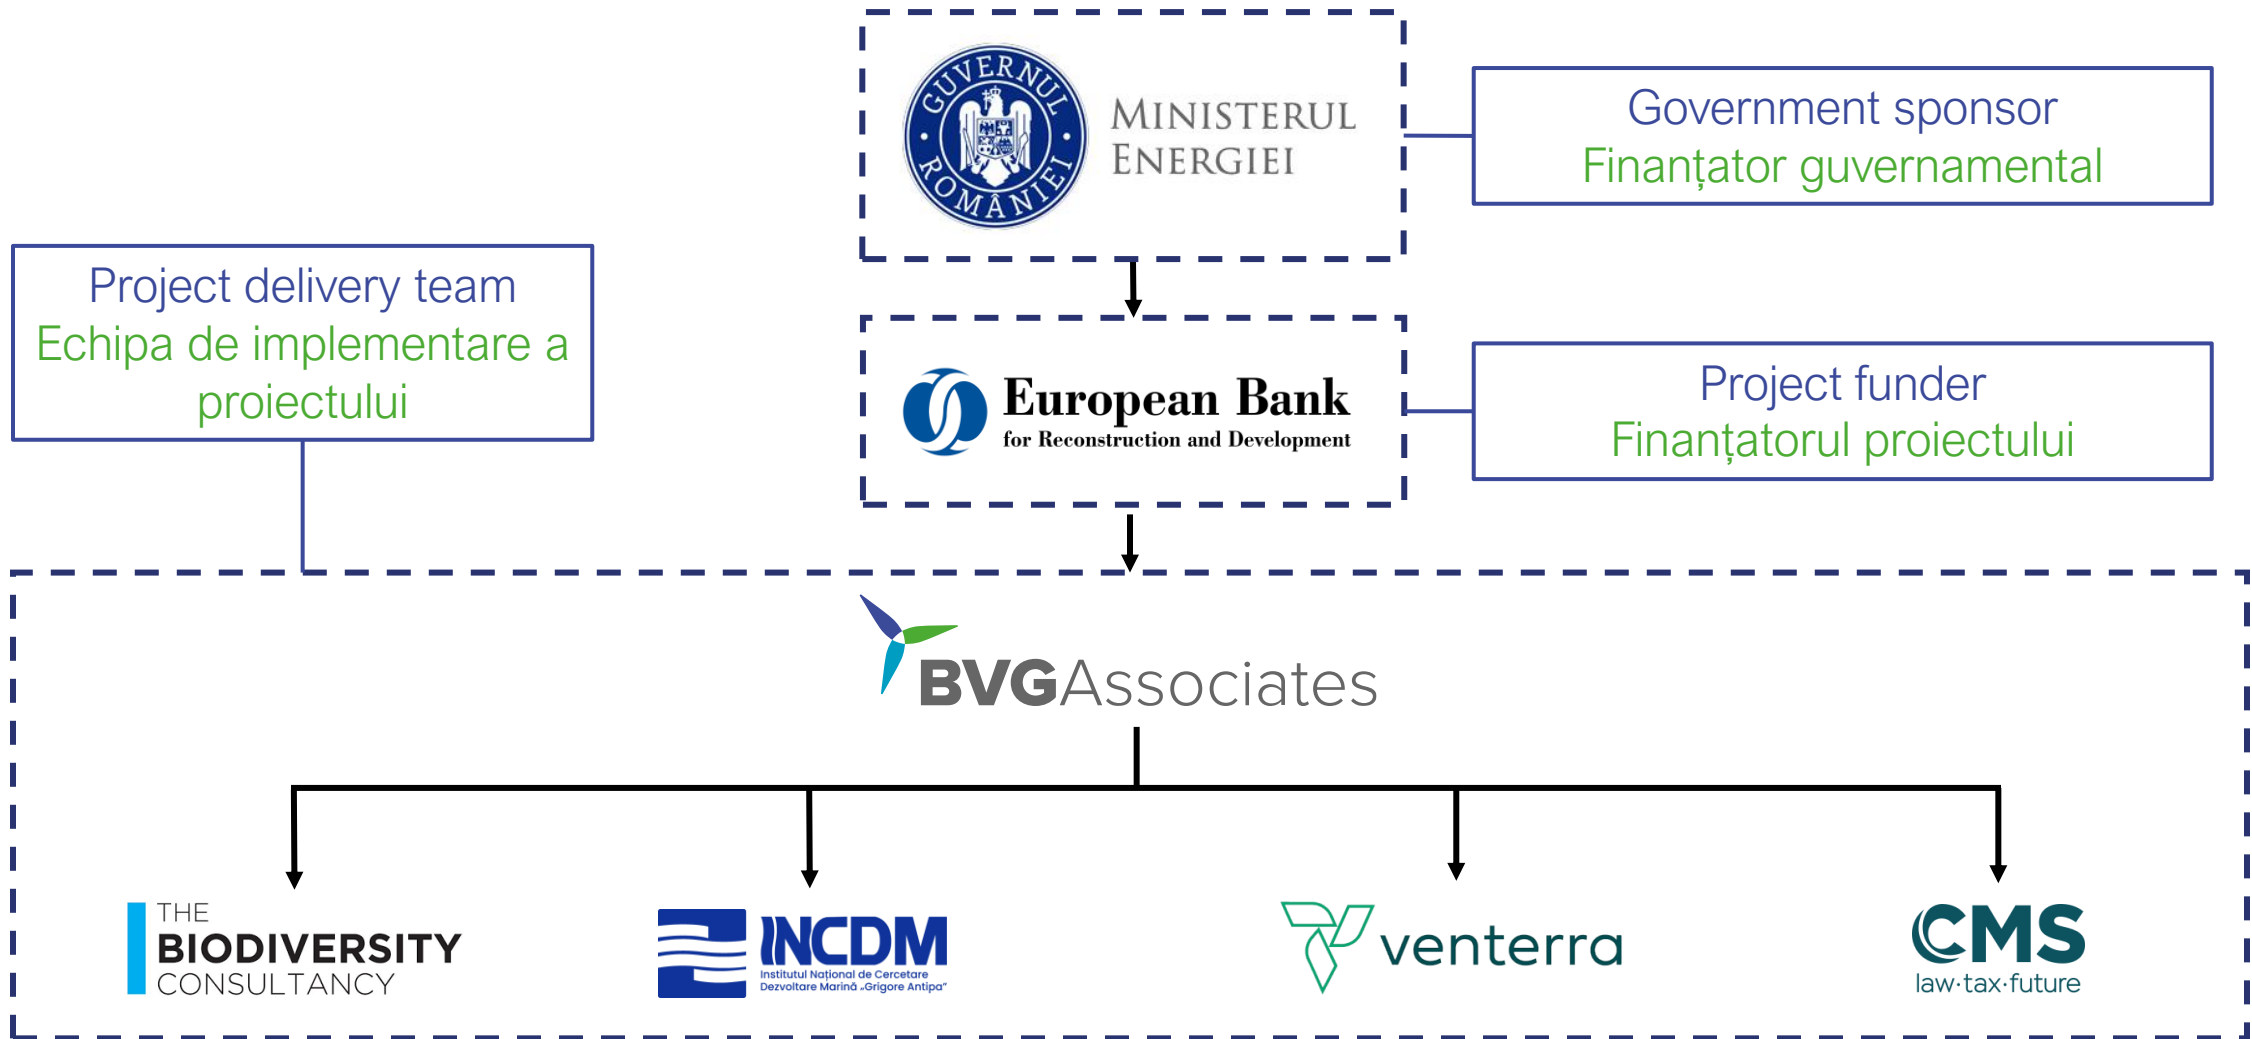 GUVERNUL ROMÂNIEI
MINISTERUL
ENERGIEI
Government sponsor
Finanțator guvernamental
Project delivery team
Echipa de implementare a
proiectului
European Bank
for Reconstruction and Development
Project funder
Finanțatorul proiectului
BVGAssociates
THE
BIODIVERSITY
CONSULTANCY
INCDM
Institutul Național de Cercetare
Dezvoltare Marină „Grigore Antipa”
venterra
CMS
law·tax·future